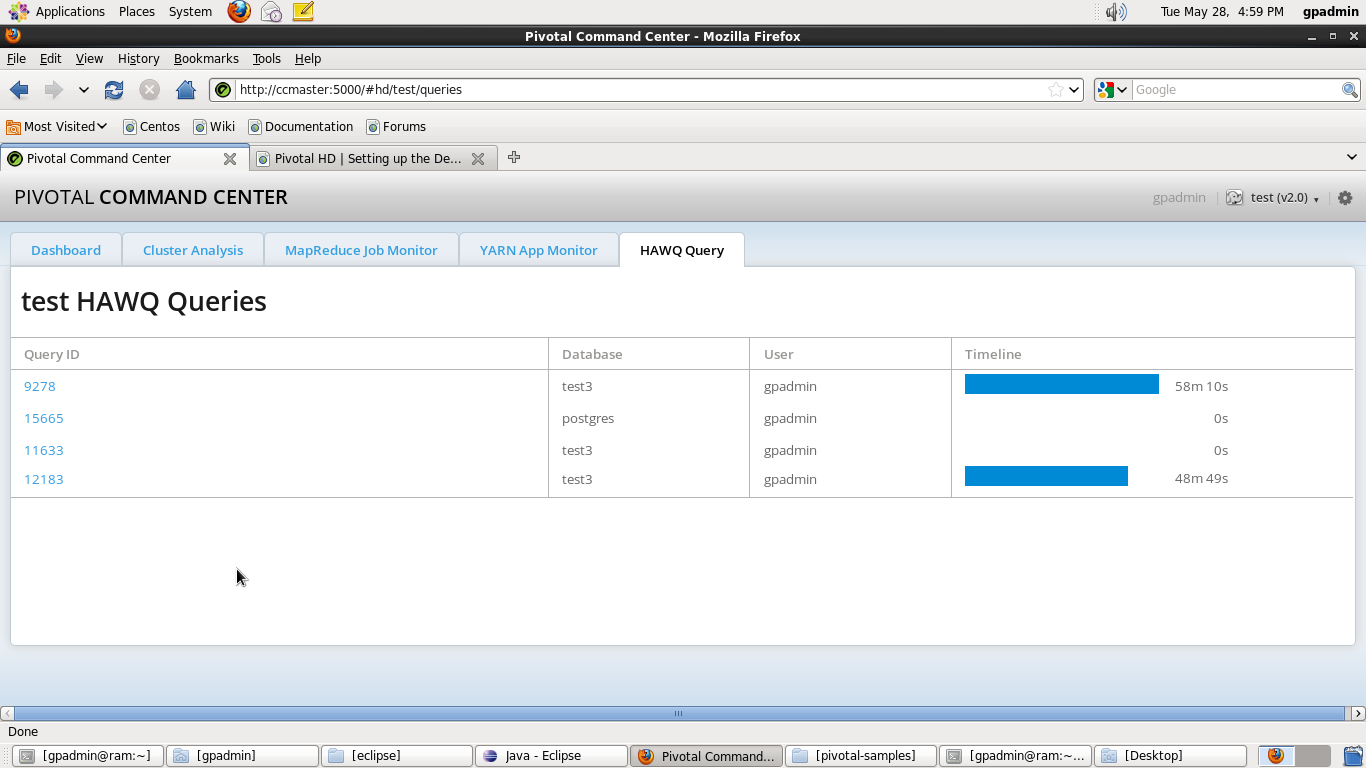 Applications Places System Tue May 28, 4:59 PM gpadmin
Pivotal Command Center - Mozilla Firefox
File Edit View History Bookmarks Tools Help
http://ccmaster:5000/#hd/test/queries Google
Most Visited Centos Wiki Documentation Forums
Pivotal Command Center Pivotal HD | Setting up the De...
PIVOTAL COMMAND CENTER gpadmin test (v2.0)
Dashboard Cluster Analysis MapReduce Job Monitor YARN App Monitor HAWQ Query
test HAWQ Queries
Query ID Database User Timeline
9278 test3 gpadmin 58m 10s
15665 postgres gpadmin 0s
11633 test3 gpadmin 0s
12183 test3 gpadmin 48m 49s
Done
[gpadmin@ram:~] [gpadmin] [eclipse] Java - Eclipse Pivotal Command... [pivotal-samples] [gpadmin@ram:~... [Desktop]